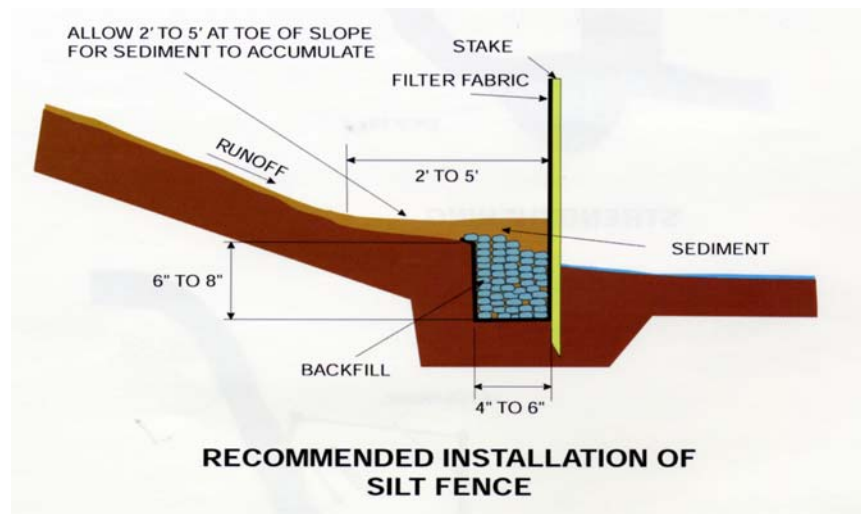 ALLOW 2' TO 5' AT TOE OF SLOPE
FOR SEDIMENT TO ACCUMULATE
STAKE
FILTER FABRIC
RUNOFF
2' TO 5'
SEDIMENT
6" TO 8"
BACKFILL
4" TO 6"
RECOMMENDED INSTALLATION OF
SILT FENCE